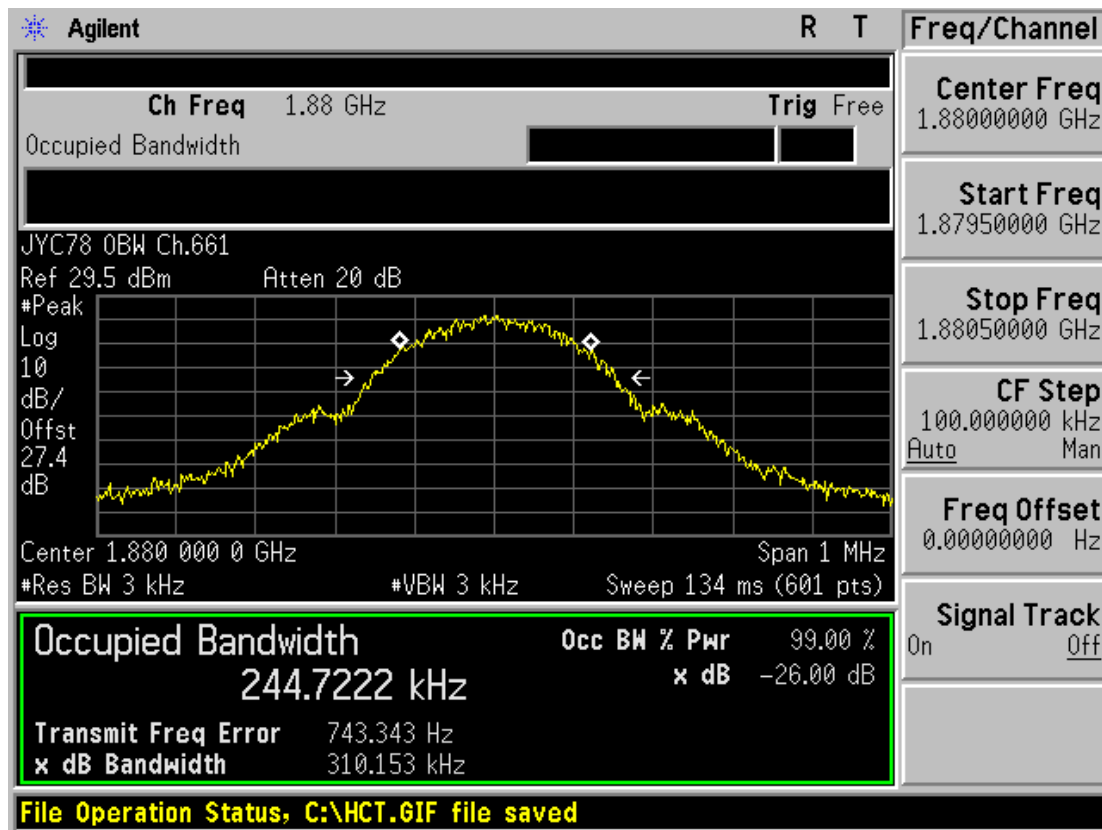 Agilent R T
Ch Freq 1.88 GHz Trig Free
Occupied Bandwidth
JYC78 OBW Ch.661
Ref 29.5 dBm Atten 20 dB
#Peak
Log
10
dB/
Offst
27.4
dB
Center 1.880 000 0 GHz Span 1 MHz
#Res BW 3 kHz #VBW 3 kHz Sweep 134 ms (601 pts)
Occupied Bandwidth Occ BW % Pwr 99.00 %
244.7222 kHz x dB -26.00 dB
Transmit Freq Error 743.343 Hz
x dB Bandwidth 310.153 kHz
File Operation Status, C:\HCT.GIF file saved
Freq/Channel
Center Freq
1.88000000 GHz
Start Freq
1.87950000 GHz
Stop Freq
1.88050000 GHz
CF Step
100.000000 kHz
Auto Man
Freq Offset
0.00000000 Hz
Signal Track
On Off